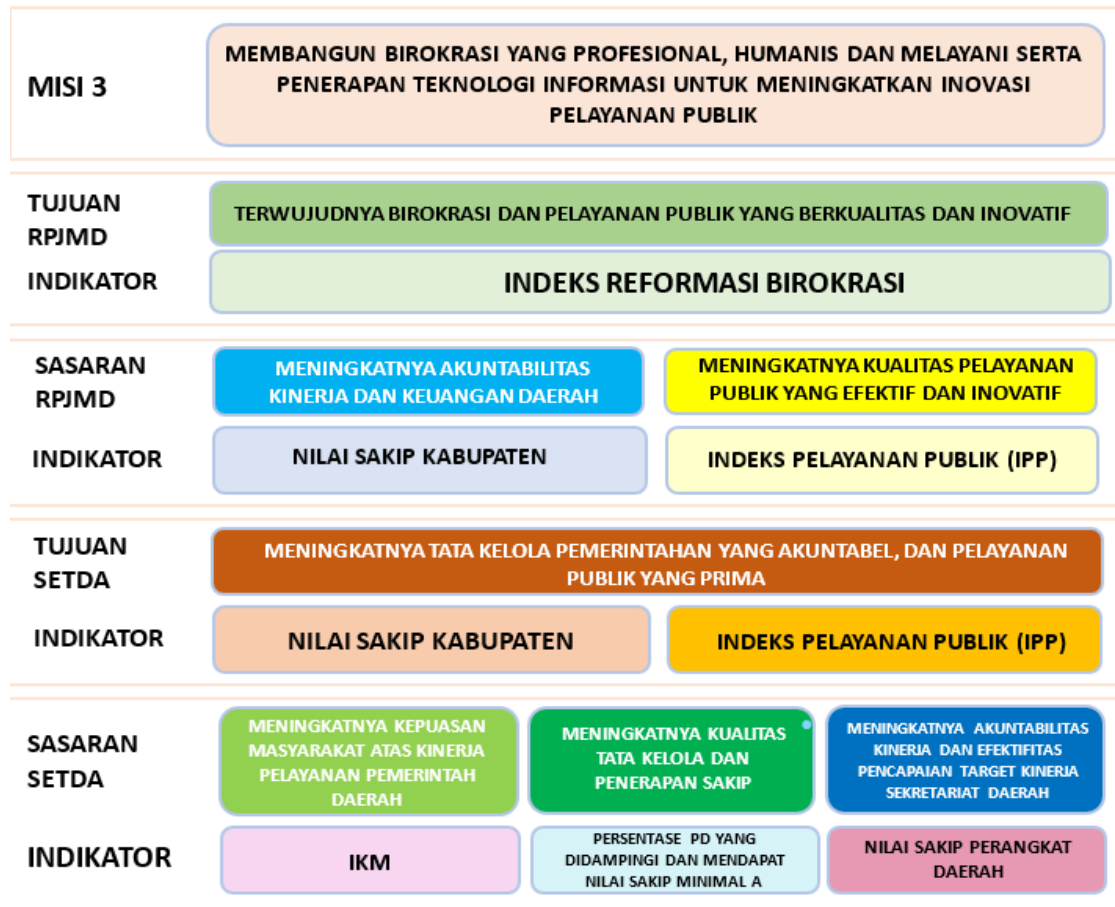 MISI 3
MEMBANGUN BIROKRASI YANG PROFESIONAL, HUMANIS DAN MELAYANI SERTA
PENERAPAN TEKNOLOGI INFORMASI UNTUK MENINGKATKAN INOVASI
PELAYANAN PUBLIK
TUJUAN
RPJMD
TERWUJUDNYA BIROKRASI DAN PELAYANAN PUBLIK YANG BERKUALITAS DAN INOVATIF
INDIKATOR
INDEKS REFORMASI BIROKRASI
SASARAN
RPJMD
MENINGKATNYA AKUNTABILITAS
KINERJA DAN KEUANGAN DAERAH
MENINGKATNYA KUALITAS PELAYANAN
PUBLIK YANG EFEKTIF DAN INOVATIF
INDIKATOR
NILAI SAKIP KABUPATEN
INDEKS PELAYANAN PUBLIK (IPP)
TUJUAN
SETDA
MENINGKATNYA TATA KELOLA PEMERINTAHAN YANG AKUNTABEL, DAN PELAYANAN
PUBLIK YANG PRIMA
INDIKATOR
NILAI SAKIP KABUPATEN
INDEKS PELAYANAN PUBLIK (IPP)
SASARAN
SETDA
MENINGKATNYA KEPUASAN
MASYARAKAT ATAS KINERJA
PELAYANAN PEMERINTAH
DAERAH
MENINGKATNYA KUALITAS
TATA KELOLA DAN
PENERAPAN SAKIP
MENINGKATNYA AKUNTABILITAS
KINERJA DAN EFEKTIFITAS
PENCAPAIAN TARGET KINERJA
SEKRETARIAT DAERAH
INDIKATOR
IKM
PERSENTASE PD YANG
DIDAMPINGI DAN MENDAPAT
NILAI SAKIP MINIMAL A
NILAI SAKIP PERANGKAT
DAERAH